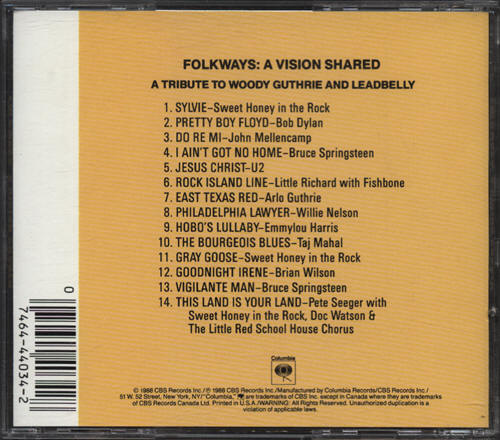 FOLKWAYS: A VISION SHARED
A TRIBUTE TO WOODY GUTHRIE AND LEADBELLY
1. SYLVIE–Sweet Honey in the Rock
2. PRETTY BOY FLOYD–Bob Dylan
3. DO RE MI–John Mellencamp
4. I AIN'T GOT NO HOME–Bruce Springsteen
5. JESUS CHRIST–U2
6. ROCK ISLAND LINE–Little Richard with Fishbone
7. EAST TEXAS RED–Arlo Guthrie
8. PHILADELPHIA LAWYER–Willie Nelson
9. HOBO'S LULLABY–Emmylou Harris
10. THE BOURGEOIS BLUES–Taj Mahal
11. GRAY GOOSE–Sweet Honey in the Rock
12. GOODNIGHT IRENE–Brian Wilson
13. VIGILANTE MAN–Bruce Springsteen
14. THIS LAND IS YOUR LAND–Pete Seeger with
Sweet Honey in the Rock, Doc Watson &
The Little Red School House Chorus
0
7464-44034-2
Columbia
© 1988 CBS Records Inc./℗ 1988 CBS Records Inc./Manufactured by Columbia Records/CBS Records Inc./
51 W. 52 Street, New York, NY/"Columbia," are trademarks of CBS Inc. except in Canada where they are trademarks
of CBS Records Canada Ltd. Printed in U.S.A./WARNING: All Rights Reserved. Unauthorized duplication is a
violation of applicable laws.